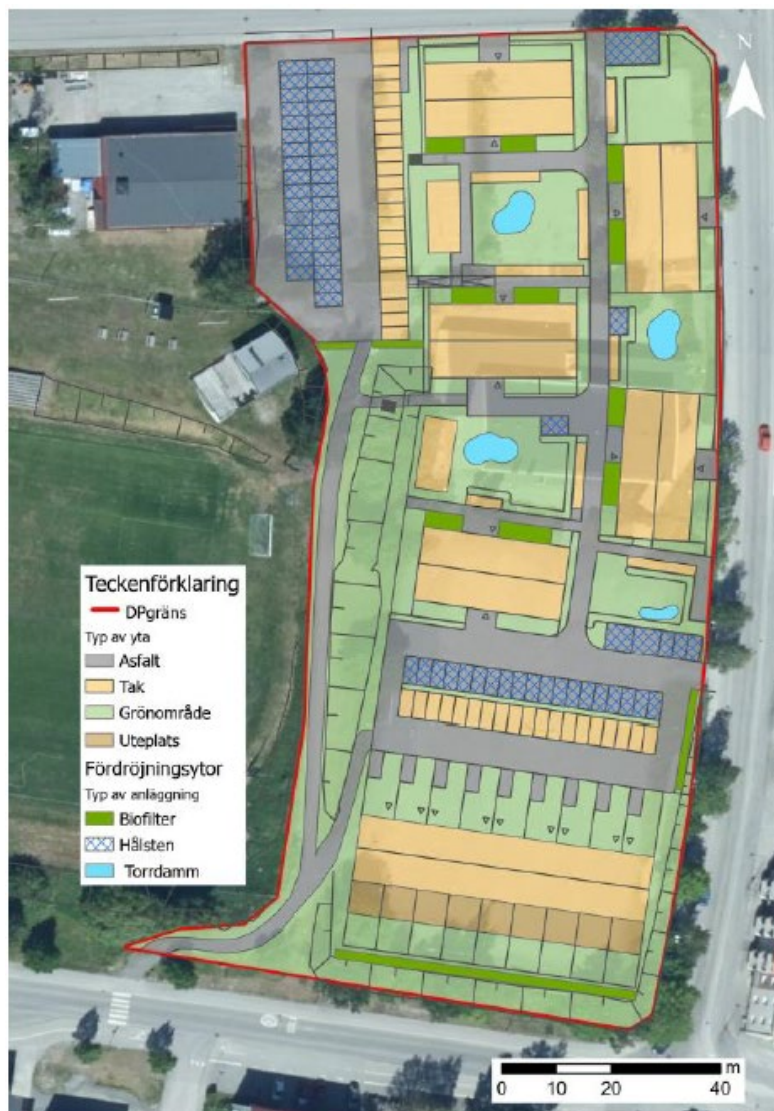 N
Teckenförklaring
DPgräns
Typ av yta
Asfalt
Tak
Grönområde
Uteplats
Fördröjningsytor
Typ av anläggning
Biofilter
Hålsten
Torrdamm
m
0 10 20 40